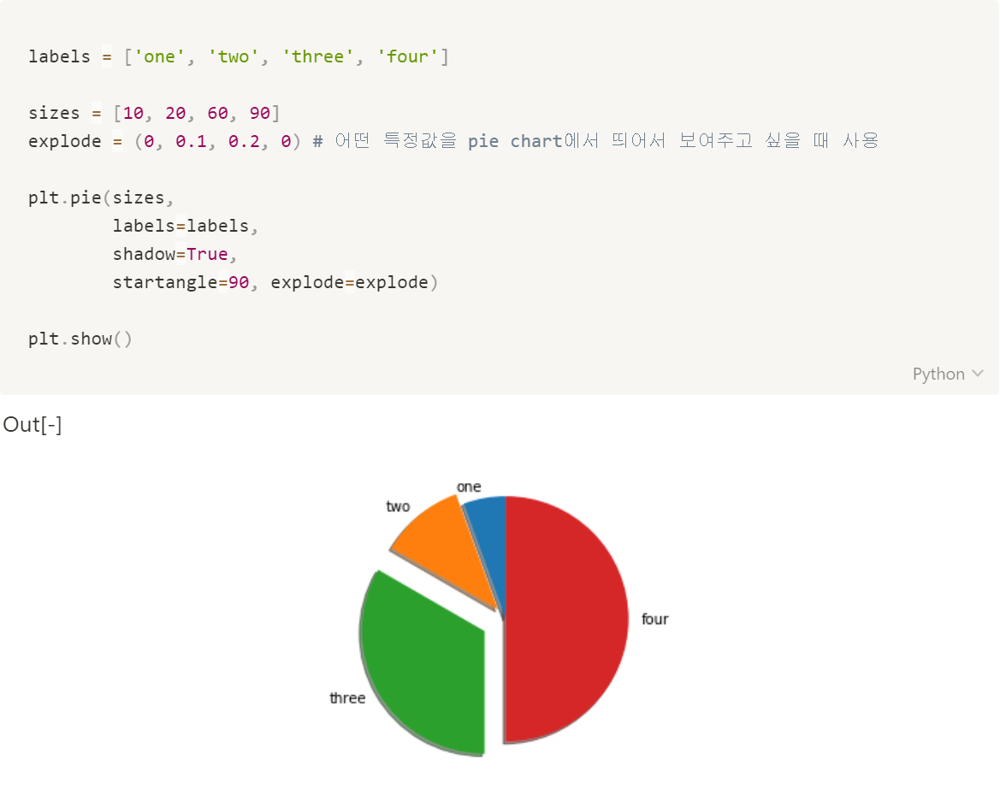 labels = ['one', 'two', 'three', 'four']
sizes = [10, 20, 60, 90]
explode = (0, 0.1, 0.2, 0) # 어떤 특정값을 pie chart에서 띄어서 보여주고 싶을 때 사용
plt.pie(sizes,
labels=labels,
shadow=True,
startangle=90, explode=explode)
plt.show()
Python
Out[-]
one
two
four
three